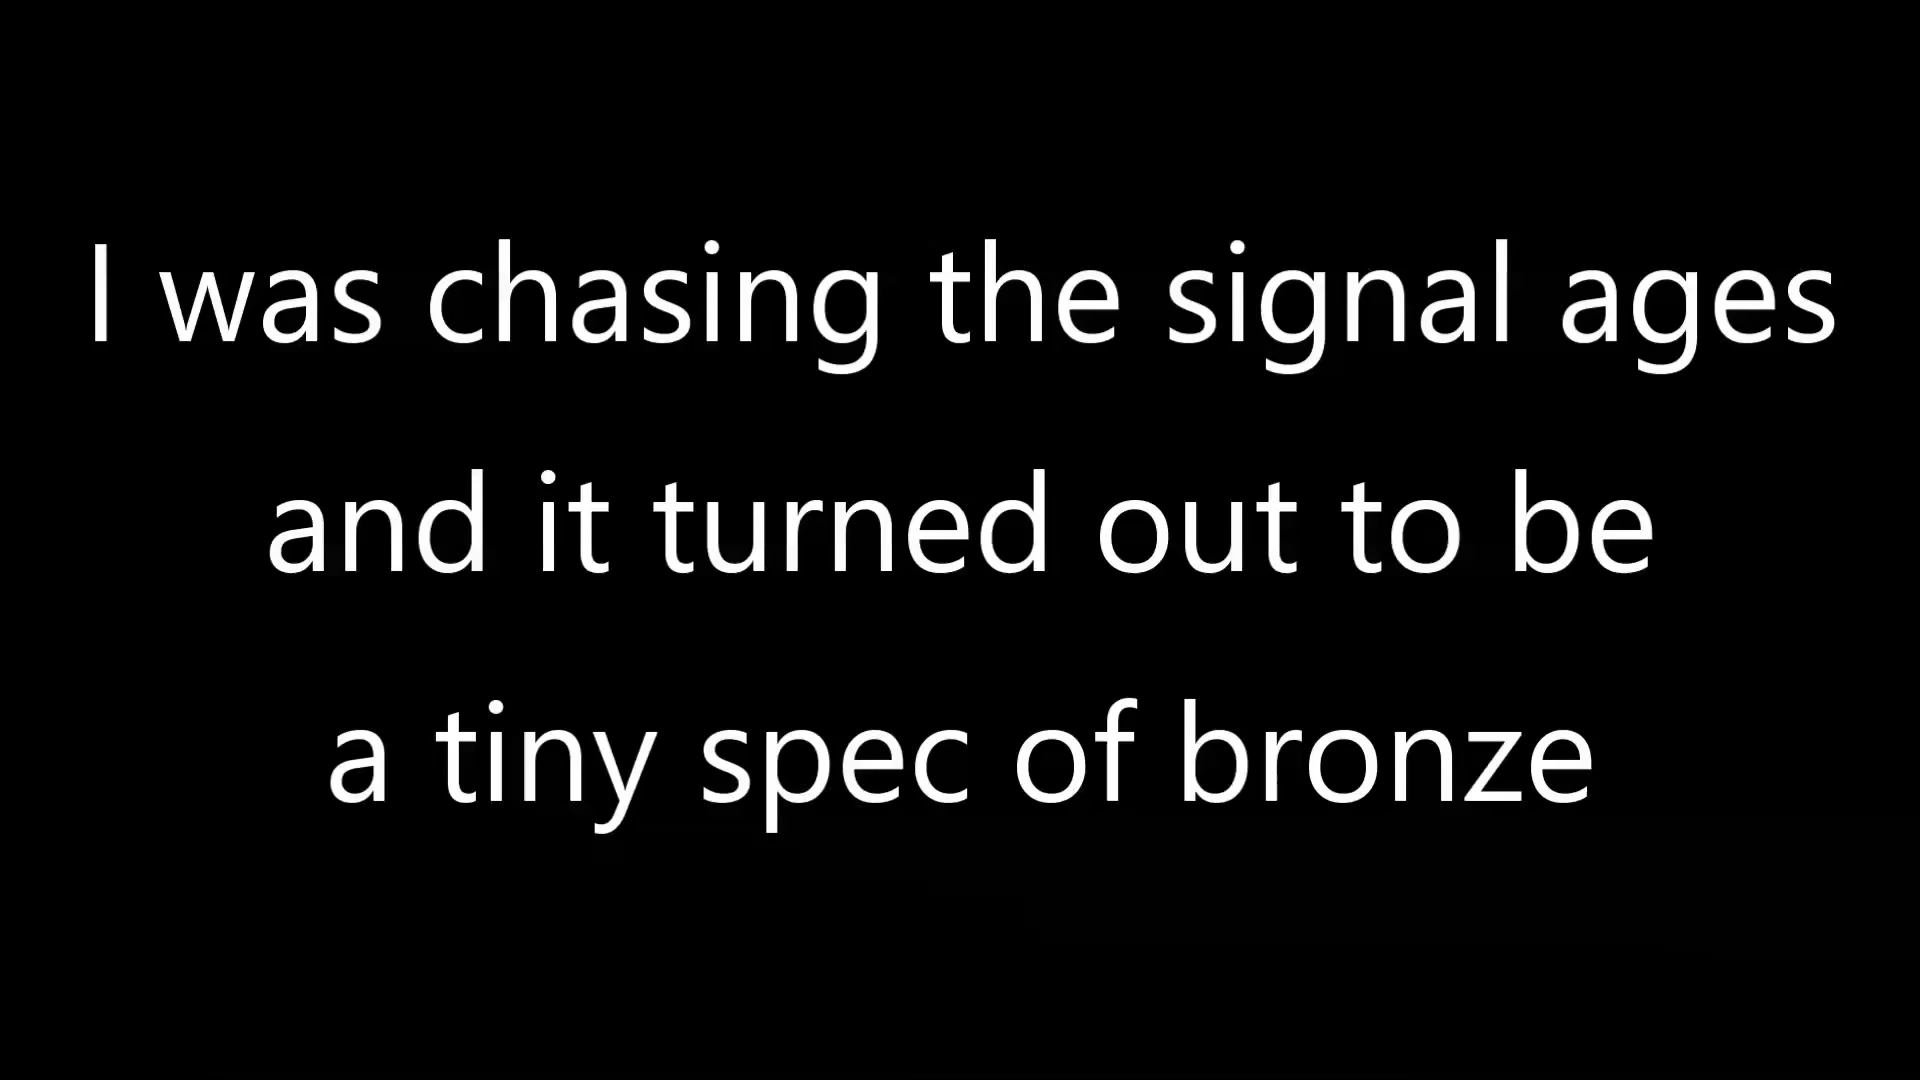 I was chasing the signal ages
and it turned out to be
a tiny spec of bronze